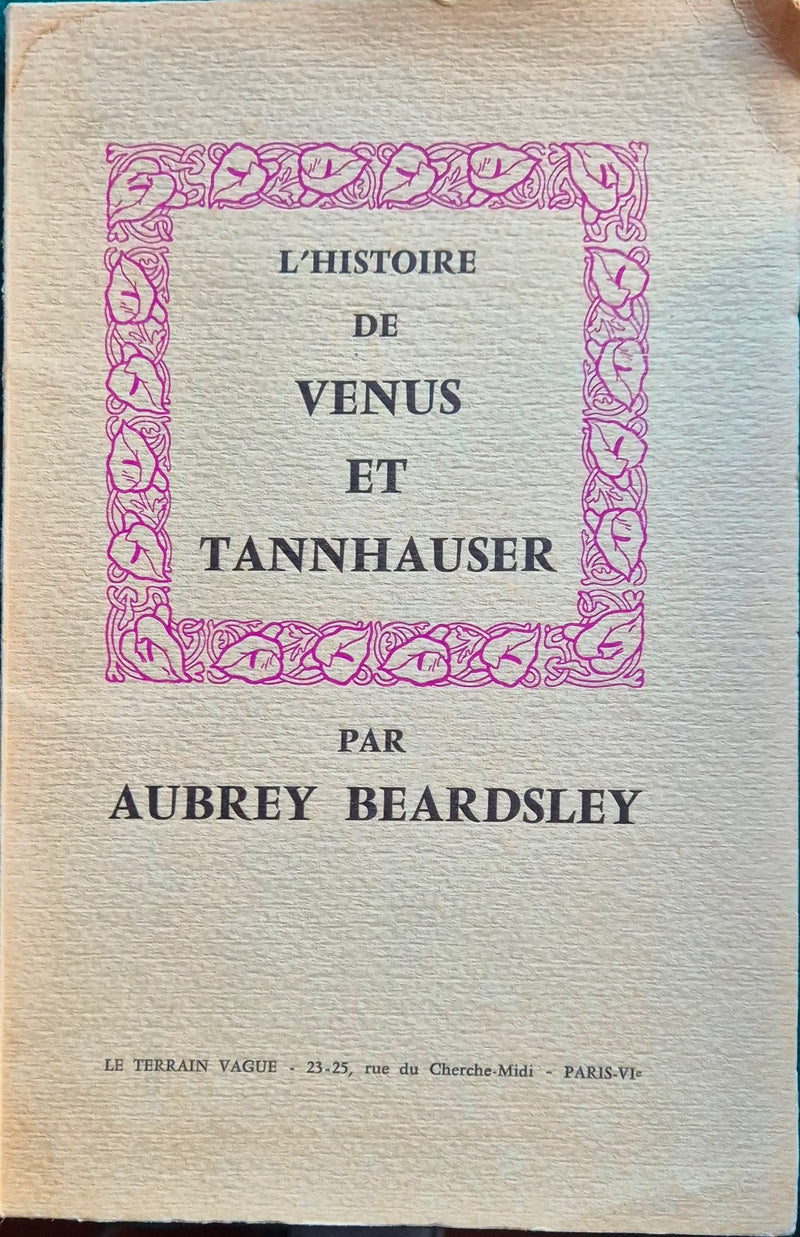 L'HISTOIRE
DE
VENUS
ET
TANNHAUSER
PAR
AUBREY BEARDSLEY
LE TERRAIN VAGUE - 23-25, rue du Cherche-Midi - PARIS-VIe